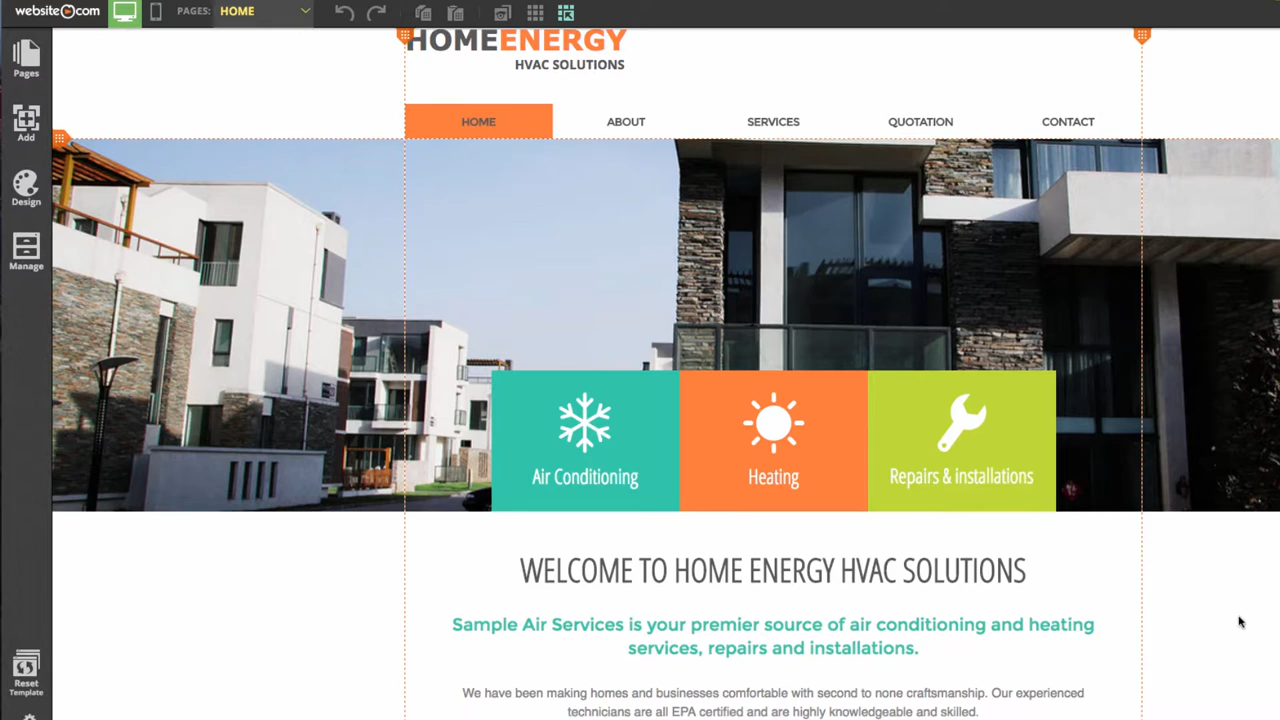 website.com
PAGES:
HOME
Pages
Add
Design
Manage
Reset
Template
HOMEENERGY
HVAC SOLUTIONS
HOME
ABOUT
SERVICES
QUOTATION
CONTACT
Air Conditioning
Heating
Repairs & installations
WELCOME TO HOME ENERGY HVAC SOLUTIONS
Sample Air Services is your premier source of air conditioning and heating
services, repairs and installations.
We have been making homes and businesses comfortable with second to none craftsmanship. Our experienced
technicians are all EPA certified and are highly knowledgeable and skilled.